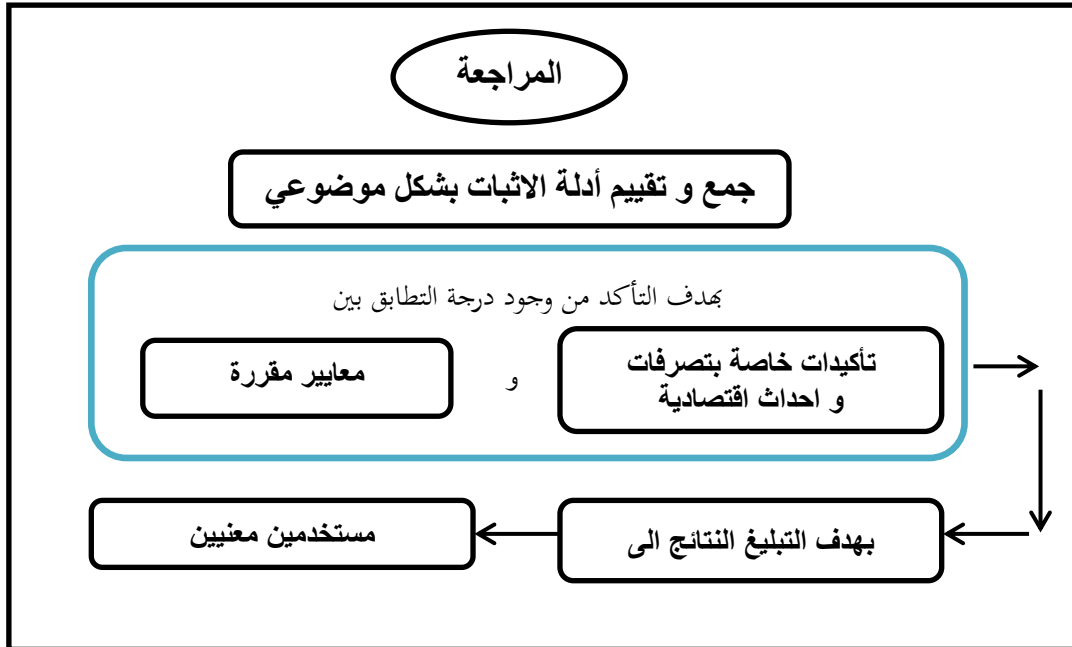 المراجعة
جمع و تقييم أدلة الاثبات بشكل موضوعي
بهدف التأكد من وجود درجة التطابق بين
تأكيدات خاصة بتصرفات
و احداث اقتصادية
و
معايير مقررة
بهدف التبليغ النتائج الى
مستخدمين معنيين